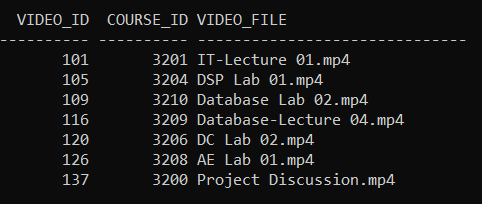 VIDEO_ID COURSE_ID VIDEO_FILE
---------- ---------- ------------------------------
101 3201 IT-Lecture 01.mp4
105 3204 DSP Lab 01.mp4
109 3210 Database Lab 02.mp4
116 3209 Database-Lecture 04.mp4
120 3206 DC Lab 02.mp4
126 3208 AE Lab 01.mp4
137 3200 Project Discussion.mp4